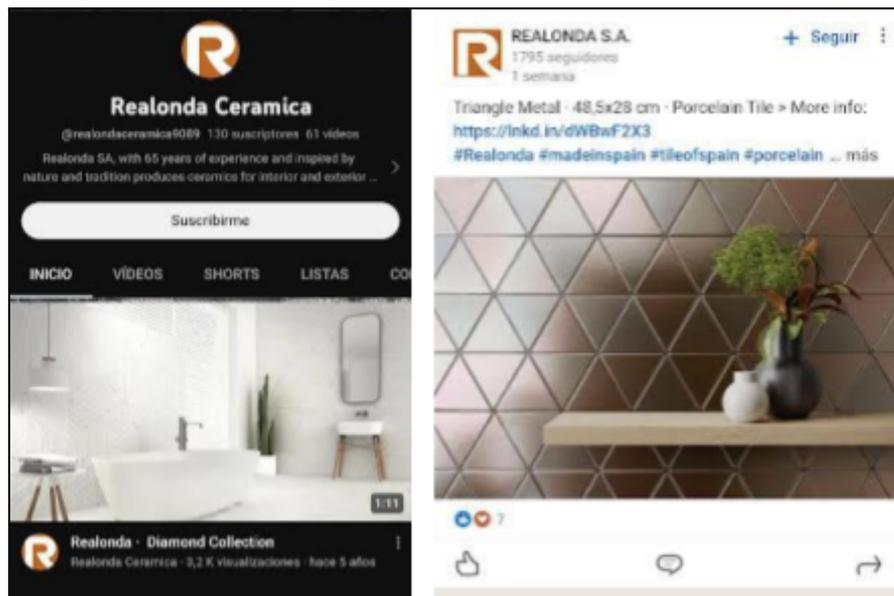 R
Realonda Ceramica
@realondaceramica9089 130 suscriptores 61 vídeos
Realonda SA, with 65 years of experience and inspired by
nature and tradition produces ceramics for interior and exterior ...
Suscribirme
INICIO VÍDEOS SHORTS LISTAS CO
1:11
R
Realonda · Diamond Collection
Realonda Ceramica · 3,2 K visualizaciones · hace 5 años
R
REALONDA S.A.
1795 seguidores
1 semana
+ Seguir
Triangle Metal · 48,5x28 cm · Porcelain Tile > More info:
https://lnkd.in/dWBwF2X3
#Realonda #madeinspain #tileofspain #porcelain ... más
7